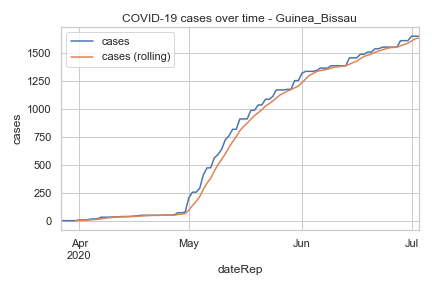 COVID-19 cases over time - Guinea_Bissau
cases
cases (rolling)
1500
1250
1000
750
500
250
0
cases
Apr
2020
May
Jun
Jul
dateRep